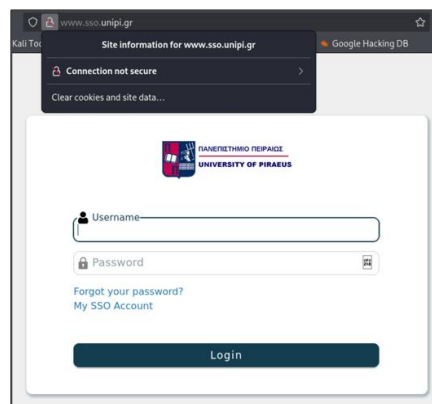 www.sso.unipi.gr
Kali Too
Site information for www.sso.unipi.gr
Google Hacking DB
Connection not secure
Clear cookies and site data...
ΠΑΝΕΠΙΣΤΗΜΙΟ ΠΕΙΡΑΙΩΣ
UNIVERSITY OF PIRAEUS
Username
Password
Forgot your password?
My SSO Account
Login